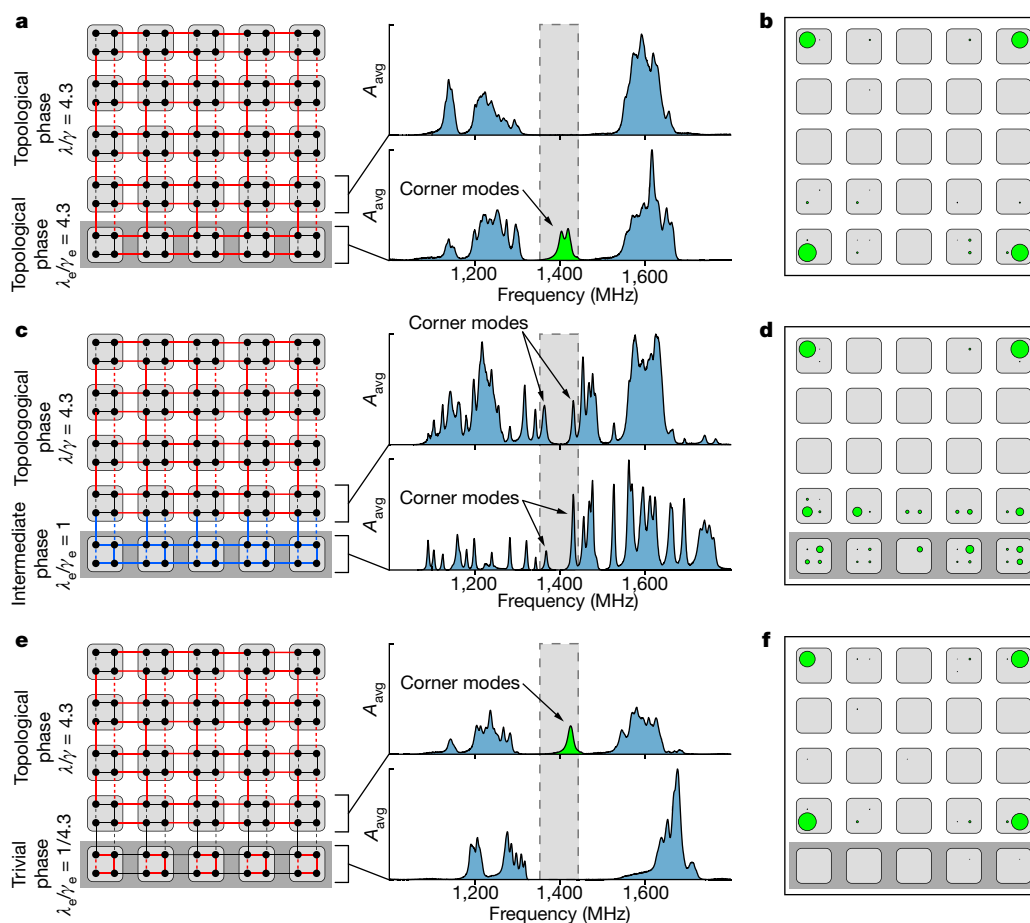 a
b
Topological
phase
λ/γ = 4.3
Topological
phase
λe/γe = 4.3
Aavg
Aavg
Corner modes
1,200
1,400
1,600
Frequency (MHz)
c
d
Topological
phase
λ/γ = 4.3
Intermediate
phase
λe/γe = 1
Corner modes
Aavg
Aavg
Corner modes
1,200
1,400
1,600
Frequency (MHz)
e
f
Topological
phase
λ/γ = 4.3
Trivial
phase
λe/γe = 1/4.3
Aavg
Corner modes
Aavg
1,200
1,400
1,600
Frequency (MHz)